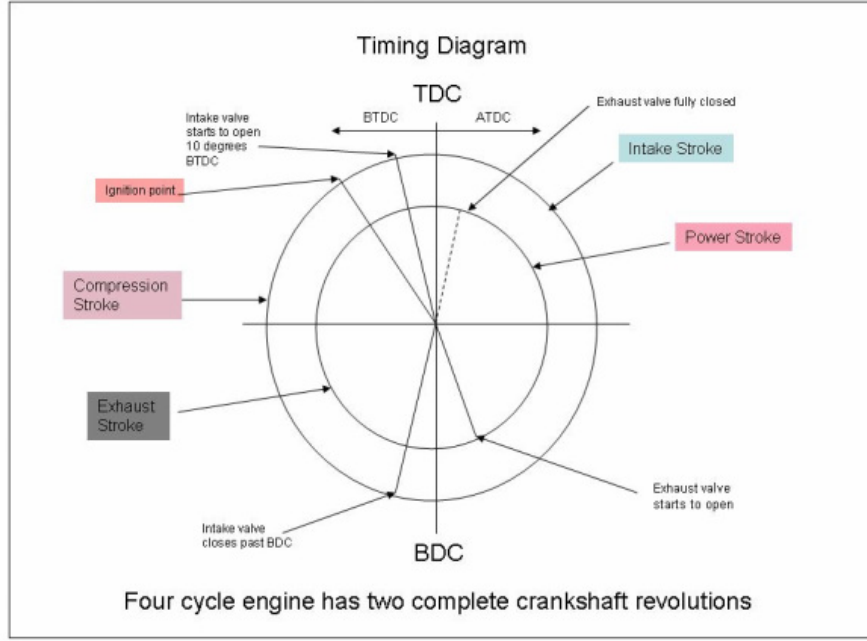 Timing Diagram
TDC
BTDC
ATDC
Exhaust valve fully closed
Intake valve
starts to open
10 degrees
BTDC
Intake Stroke
Ignition point
Power Stroke
Compression
Stroke
Exhaust
Stroke
Exhaust valve
starts to open
Intake valve
closes past BDC
BDC
Four cycle engine has two complete crankshaft revolutions